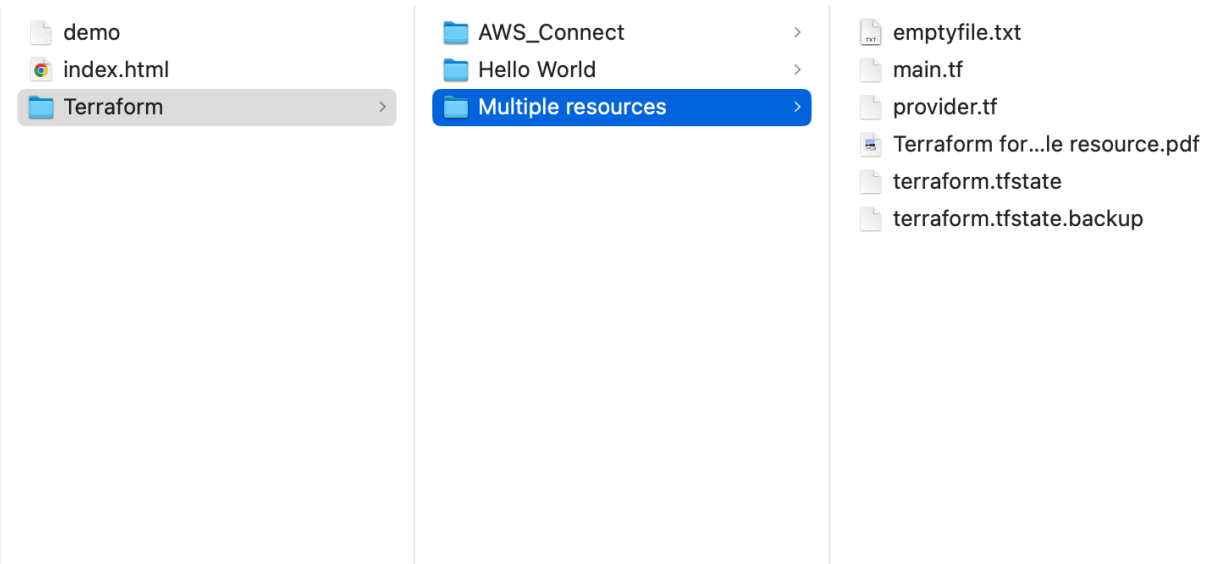 demo
index.html
Terraform
AWS_Connect
Hello World
Multiple resources
emptyfile.txt
main.tf
provider.tf
Terraform for...le resource.pdf
terraform.tfstate
terraform.tfstate.backup